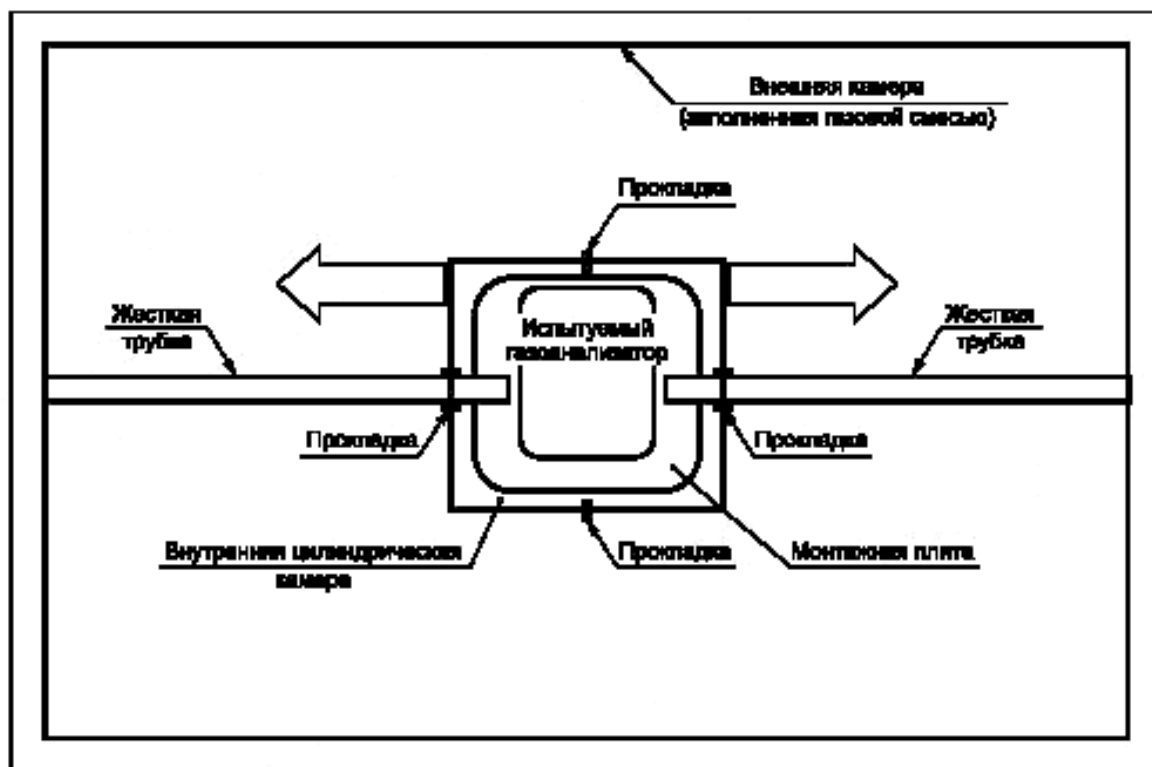 Внешняя камера
(заполненная газовой смесью)
Прокладка
Жесткая
трубка
Испытуемый
газоанализатор
Жесткая
трубка
Прокладка
Прокладка
Внутренняя цилиндрическая
камера
Прокладка
Монтажная плита